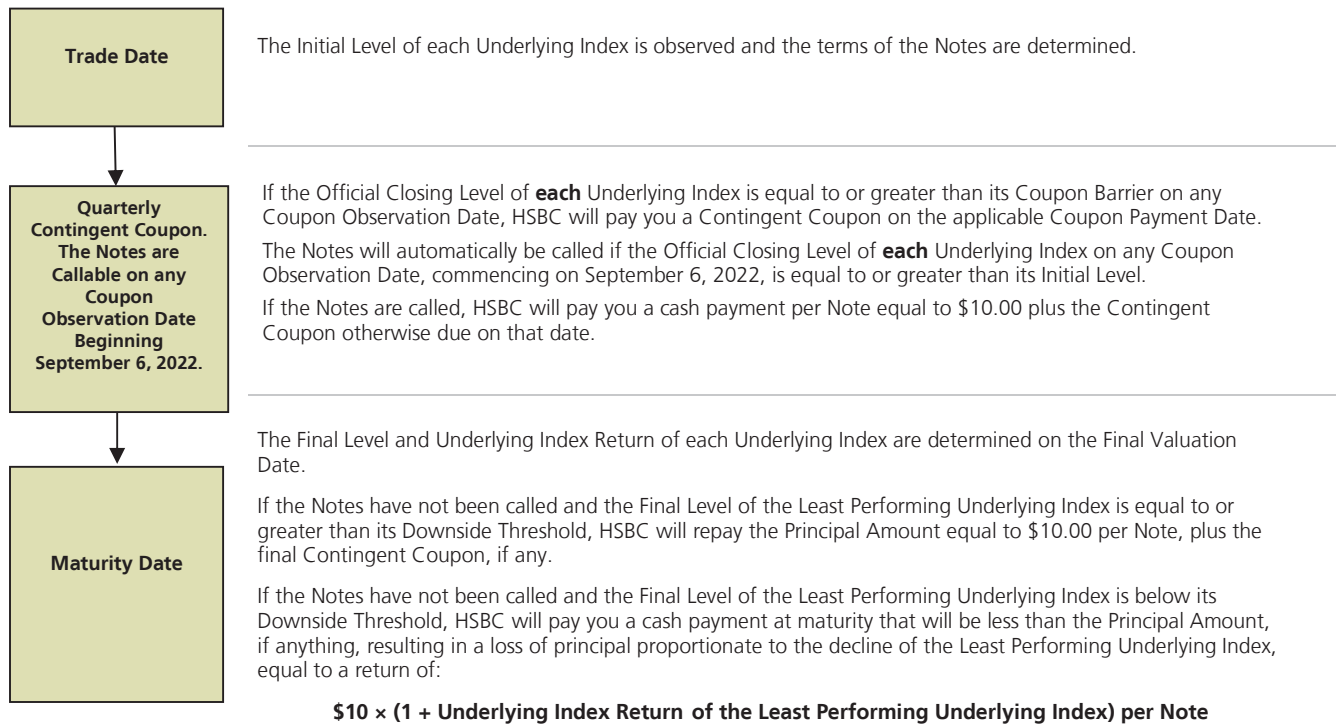 Trade Date
The Initial Level of each Underlying Index is observed and the terms of the Notes are determined.
Quarterly
Contingent Coupon.
The Notes are
Callable on any
Coupon
Observation Date
Beginning
September 6, 2022.
If the Official Closing Level of each Underlying Index is equal to or greater than its Coupon Barrier on any
Coupon Observation Date, HSBC will pay you a Contingent Coupon on the applicable Coupon Payment Date.
The Notes will automatically be called if the Official Closing Level of each Underlying Index on any Coupon
Observation Date, commencing on September 6, 2022, is equal to or greater than its Initial Level.
If the Notes are called, HSBC will pay you a cash payment per Note equal to $10.00 plus the Contingent
Coupon otherwise due on that date.
Maturity Date
The Final Level and Underlying Index Return of each Underlying Index are determined on the Final Valuation
Date.
If the Notes have not been called and the Final Level of the Least Performing Underlying Index is equal to or
greater than its Downside Threshold, HSBC will repay the Principal Amount equal to $10.00 per Note, plus the
final Contingent Coupon, if any.
If the Notes have not been called and the Final Level of the Least Performing Underlying Index is below its
Downside Threshold, HSBC will pay you a cash payment at maturity that will be less than the Principal Amount,
if anything, resulting in a loss of principal proportionate to the decline of the Least Performing Underlying Index,
equal to a return of:
$10 × (1 + Underlying Index Return of the Least Performing Underlying Index) per Note